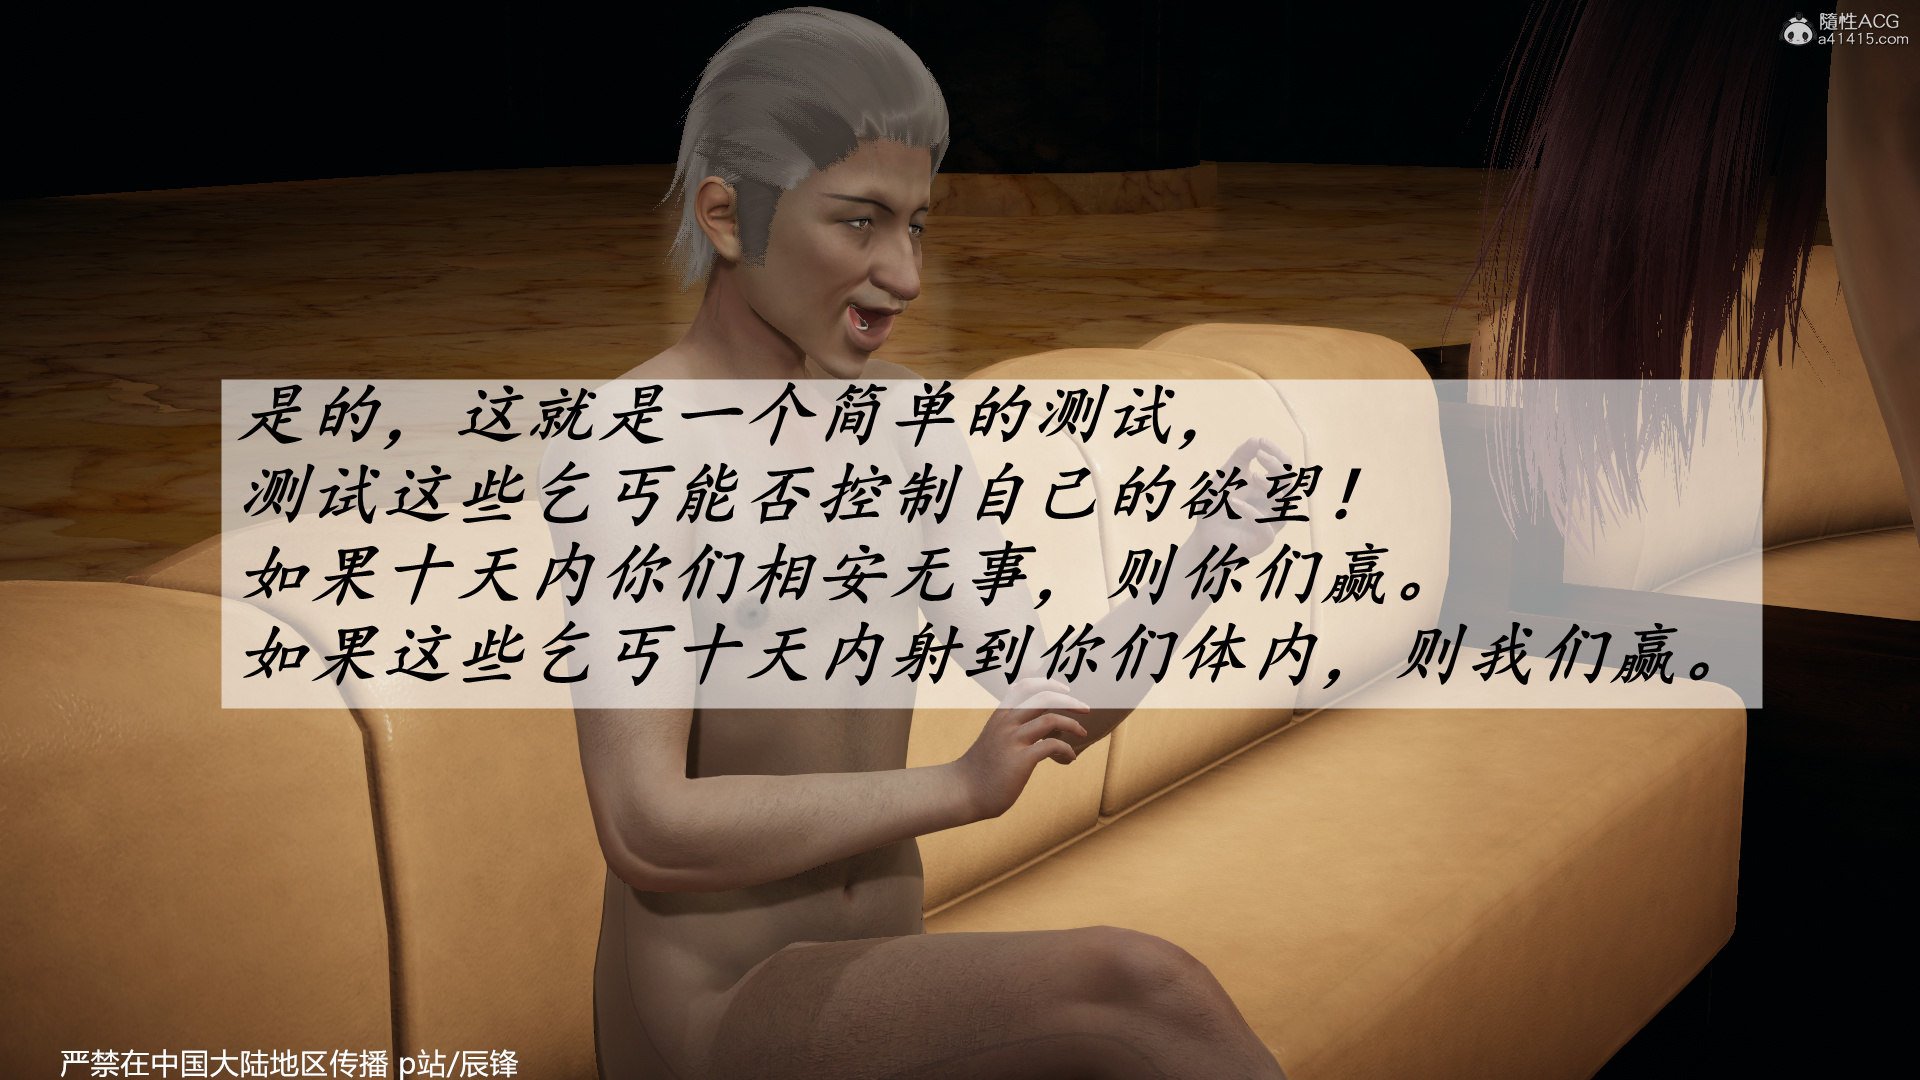 隨性ACG
a41415.com
是的，这就是一个简单的测试，
测试这些乞丐能否控制自己的欲望！
如果十天内你们相安无事，则你们赢。
如果这些乞丐十天内射到你们体内，则我们赢。
严禁在中国大陆地区传播 p站/辰锋